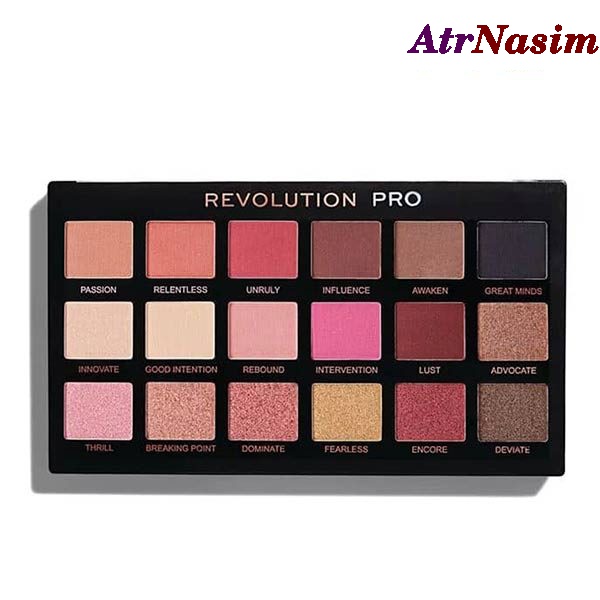 AtrNasim
REVOLUTION PRO
PASSION RELENTLESS UNRULY INFLUENCE AWAKEN GREAT MINDS
INNOVATE GOOD INTENTION REBOUND INTERVENTION LUST ADVOCATE
THRILL BREAKING POINT DOMINATE FEARLESS ENCORE DEVIATE